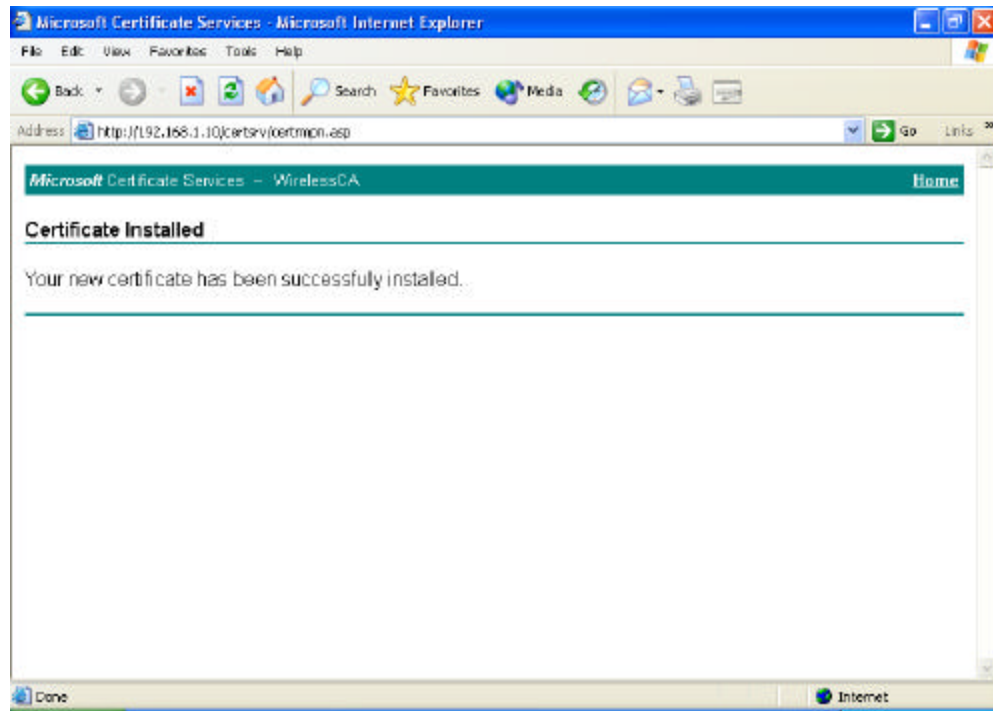 Microsoft Certificate Services - Microsoft Internet Explorer
File Edit View Favorites Tools Help
Back Search Favorites Media
Address http://192.168.1.10/certsrv/certrmpn.asp Go Links »
Microsoft Certificate Services -- WirelessCA Home
Certificate Installed
Your new certificate has been successfully installed.
Done Internet